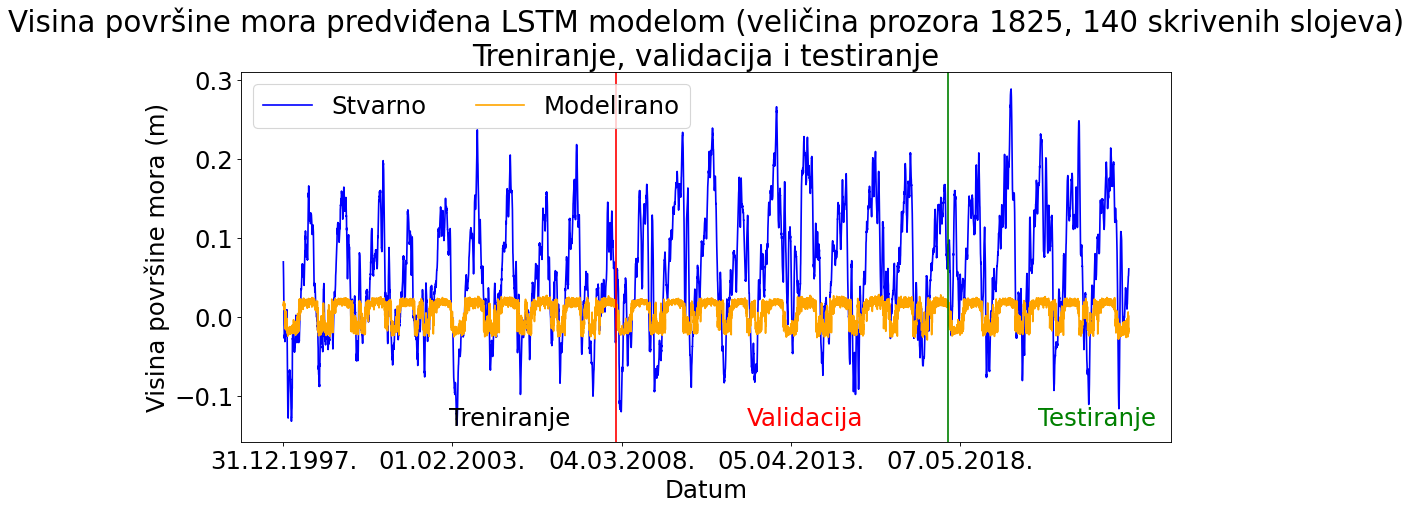 Visina površine mora predviđena LSTM modelom (veličina prozora 1825, 140 skrivenih slojeva)
Treniranje, validacija i testiranje
Stvarno
Modelirano
Visina površine mora (m)
0.3
0.2
0.1
0.0
−0.1
Treniranje
Validacija
Testiranje
31.12.1997.
01.02.2003.
04.03.2008.
05.04.2013.
07.05.2018.
Datum